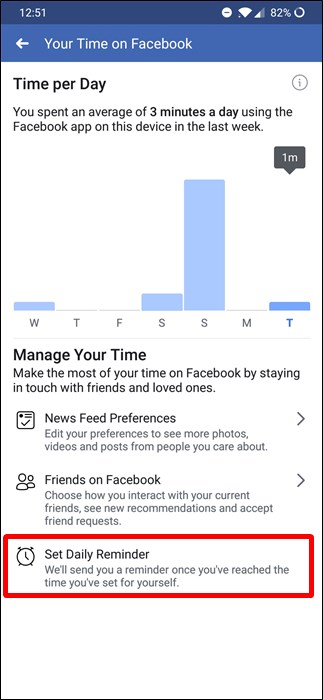 12:51
82%
Your Time on Facebook
Time per Day
You spent an average of 3 minutes a day using the
Facebook app on this device in the last week.
1m
W T F S S M T
Manage Your Time
Make the most of your time on Facebook by staying
in touch with friends and loved ones.
News Feed Preferences
Edit your preferences to see more photos,
videos and posts from people you care about.
Friends on Facebook
Choose how you interact with your current
friends, see new recommendations and accept
friend requests.
Set Daily Reminder
We'll send you a reminder once you've reached the
time you've set for yourself.